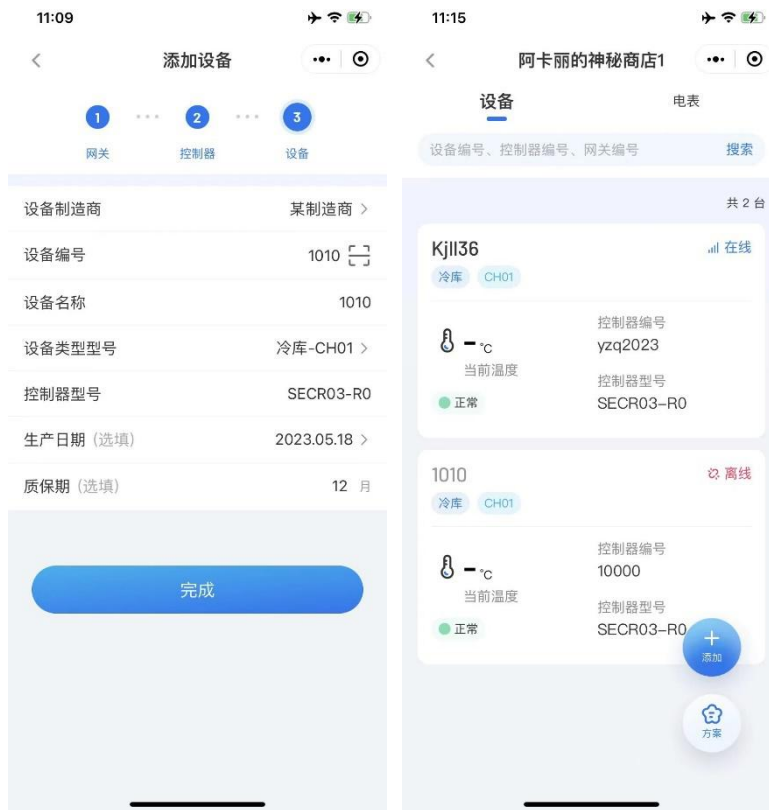 11:09
添加设备
1 2 3
网关 控制器 设备
设备制造商 某制造商
设备编号 1010
设备名称 1010
设备类型型号 冷库-CH01
控制器型号 SECR03-R0
生产日期 (选填) 2023.05.18
质保期 (选填) 12 月
完成
11:15
阿卡丽的神秘商店1
设备 电表
设备编号、控制器编号、网关编号 搜索
共 2 台
Kjll36 在线
冷库 CH01
控制器编号
- °C yzq2023
当前温度
控制器型号
正常 SECR03-R0
1010 离线
冷库 CH01
控制器编号
- °C 10000
当前温度
控制器型号
正常 SECR03-R0
添加
方案